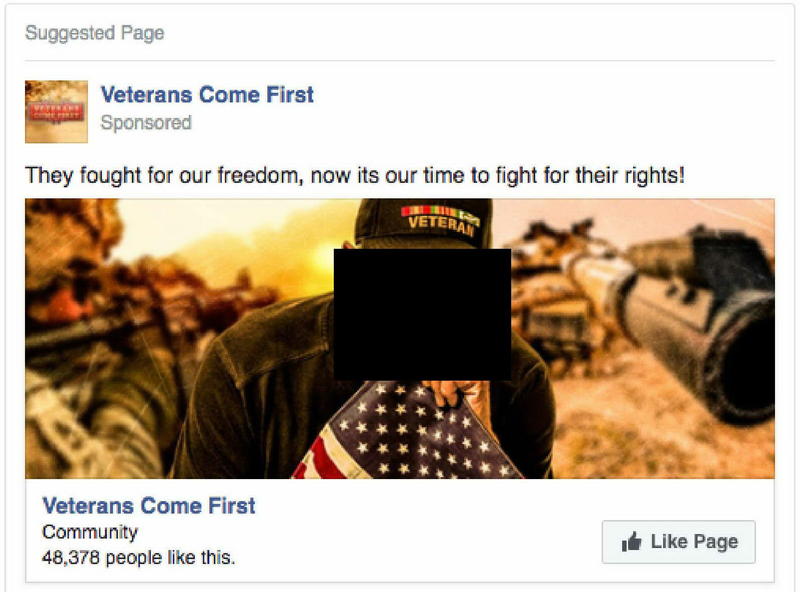 Suggested Page
VETERANS
COME FIRST
Veterans Come First
Sponsored
They fought for our freedom, now its our time to fight for their rights!
VETERAN
Veterans Come First
Community
48,378 people like this.
Like Page